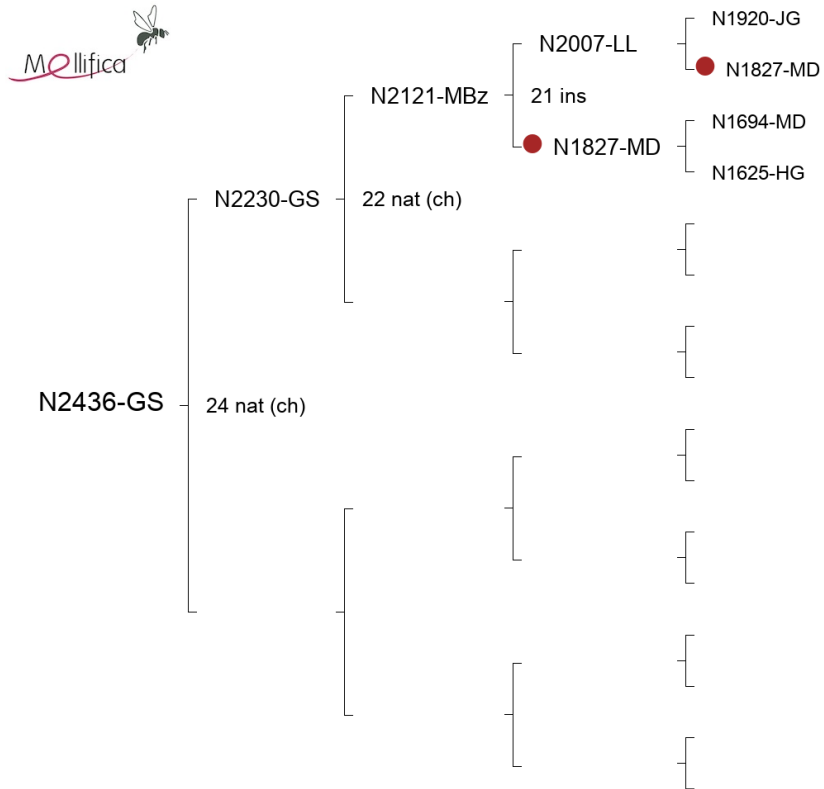 Mellifica
N1920-JG
N2007-LL
N1827-MD
N2121-MBz
21 ins
N1694-MD
N1827-MD
N1625-HG
N2230-GS
22 nat (ch)
N2436-GS
24 nat (ch)